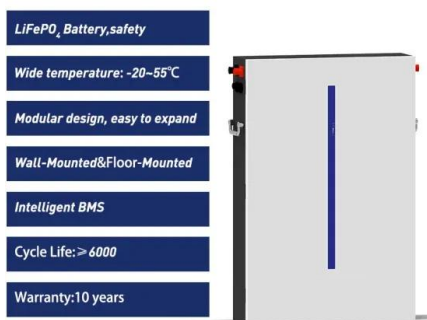 LiFePO₄ Battery,safety
Wide temperature: -20~55℃
Modular design, easy to expand
Wall-Mounted&Floor-Mounted
Intelligent BMS
Cycle Life:≥6000
Warranty:10 years